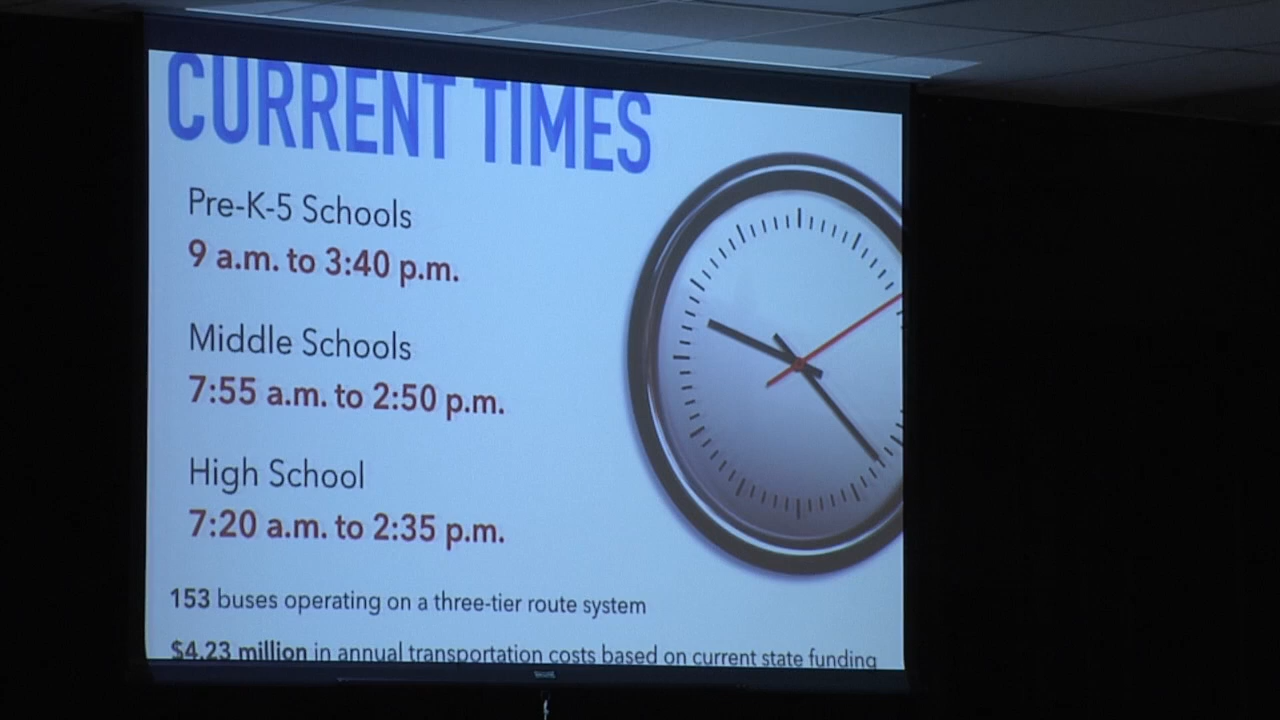 CURRENT TIMES
Pre-K-5 Schools
9 a.m. to 3:40 p.m.
Middle Schools
7:55 a.m. to 2:50 p.m.
High School
7:20 a.m. to 2:35 p.m.
153 buses operating on a three-tier route system
$4.23 million in annual transportation costs based on current state funding